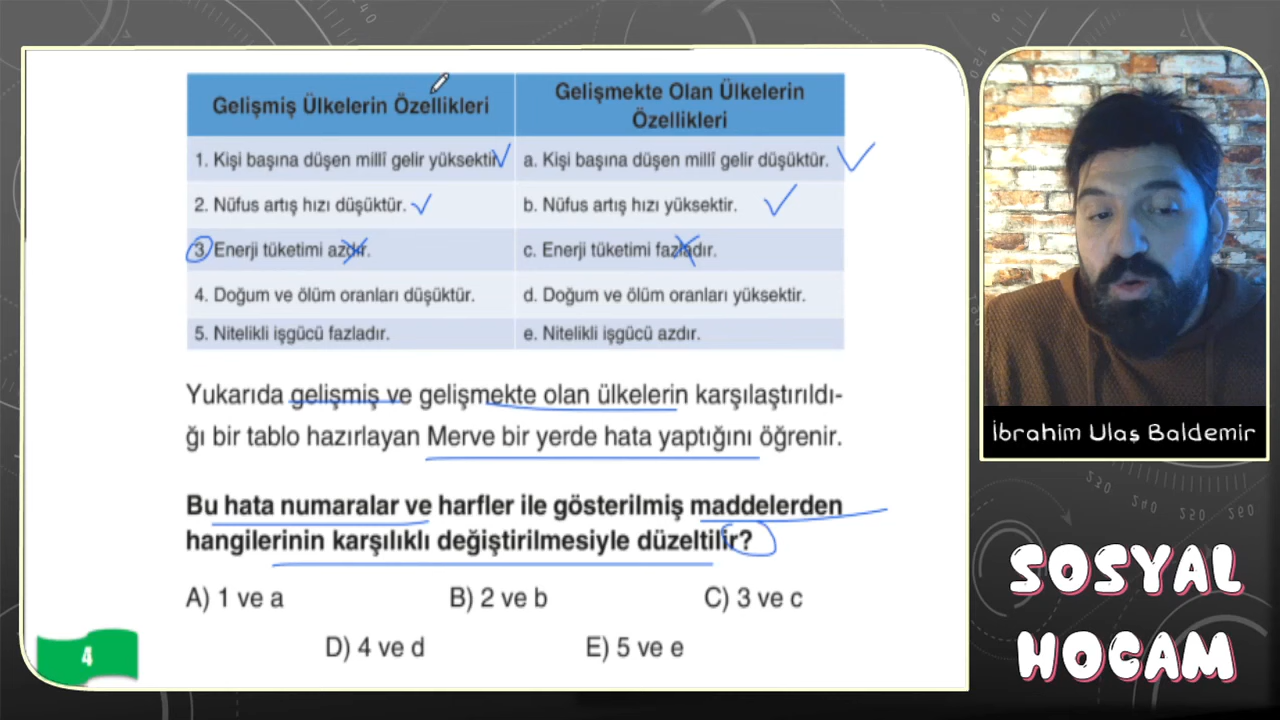 Gelişmiş Ülkelerin Özellikleri
Gelişmekte Olan Ülkelerin
Özellikleri
1. Kişi başına düşen millî gelir yüksektir.
a. Kişi başına düşen millî gelir düşüktür.
2. Nüfus artış hızı düşüktür.
b. Nüfus artış hızı yüksektir.
3. Enerji tüketimi azdır.
c. Enerji tüketimi fazladır.
4. Doğum ve ölüm oranları düşüktür.
d. Doğum ve ölüm oranları yüksektir.
5. Nitelikli işgücü fazladır.
e. Nitelikli işgücü azdır.
Yukarıda gelişmiş ve gelişmekte olan ülkelerin karşılaştırıldı-
ğı bir tablo hazırlayan Merve bir yerde hata yaptığını öğrenir.
Bu hata numaralar ve harfler ile gösterilmiş maddelerden
hangilerinin karşılıklı değiştirilmesiyle düzeltilir?
A) 1 ve a
B) 2 ve b
C) 3 ve c
D) 4 ve d
E) 5 ve e
4
İbrahim Ulaş Baldemir
SOSYAL
HOCAM
230 240 250 260